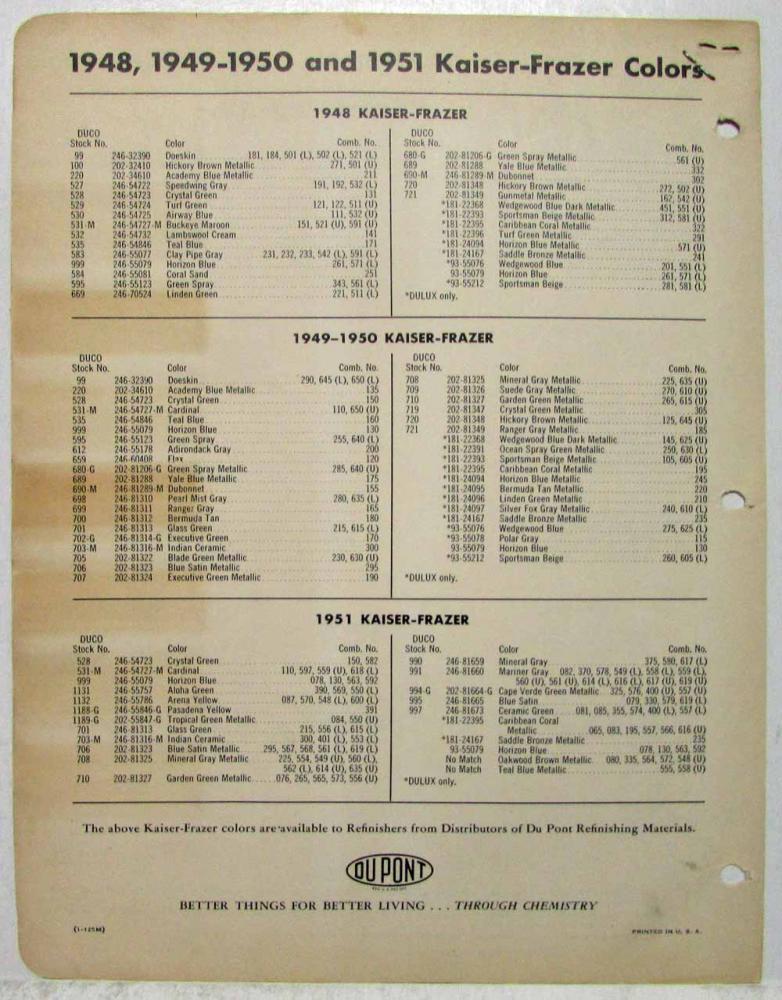 1948, 1949-1950 and 1951 Kaiser-Frazer Colors
1948 KAISER-FRAZER
DUCO
Stock No. Color Comb. No.
99 246-32390 Doeskin 181, 184, 501 (L), 502 (L), 521 (L)
100 202-32410 Hickory Brown Metallic 271, 501 (U)
220 202-34610 Academy Blue Metallic 211
527 246-54722 Speedwing Gray 191, 192, 532 (L)
528 246-54723 Crystal Green 131
529 246-54724 Turf Green 121, 122, 511 (U)
530 246-54725 Airway Blue 111, 532 (U)
531-M 246-54727-M Buckeye Maroon 151, 521 (U), 591 (U)
532 246-54732 Lambswool Cream 141
535 246-54846 Teal Blue 171
583 246-55077 Clay Pipe Gray 231, 232, 233, 542 (L), 591 (L)
999 246-55079 Horizon Blue 261, 571 (L)
584 246-55081 Coral Sand 251
595 246-55123 Green Spray 343, 561 (L)
669 246-70524 Linden Green 221, 511 (L)
DUCO
Stock No. Color Comb. No.
680-G 202-81206-G Green Spray Metallic 561 (U)
689 202-81288 Yale Blue Metallic 332
690-M 246-81289-M Dubonnet 302
720 202-81348 Hickory Brown Metallic 272, 502 (U)
721 202-81349 Gunmetal Metallic 162, 542 (U)
*181-22368 Wedgewood Blue Dark Metallic 451, 551 (U)
*181-22393 Sportsman Beige Metallic 312, 581 (U)
*181-22395 Caribbean Coral Metallic 322
*181-22396 Turf Green Metallic 291
*181-24094 Horizon Blue Metallic 571 (U)
*181-24167 Saddle Bronze Metallic 241
*93-55076 Wedgewood Blue 201, 551 (L)
93-55079 Horizon Blue 261, 571 (L)
*93-55212 Sportsman Beige 281, 581 (L)
*DULUX only.
1949-1950 KAISER-FRAZER
DUCO
Stock No. Color Comb. No.
99 246-32390 Doeskin 290, 645 (L), 650 (L)
220 202-34610 Academy Blue Metallic 135
528 246-54723 Crystal Green 150
531-M 246-54727-M Cardinal 110, 650 (U)
535 246-54846 Teal Blue 160
999 246-55079 Horizon Blue 130
595 246-55123 Green Spray 255, 640 (L)
612 246-55178 Adirondack Gray 200
659 246-60408 Flax 120
680-G 202-81206-G Green Spray Metallic 285, 640 (U)
689 202-81288 Yale Blue Metallic 175
690-M 246-81289-M Dubonnet 155
698 246-81310 Pearl Mist Gray 280, 635 (L)
699 246-81311 Ranger Gray 165
700 246-81312 Bermuda Tan 180
701 246-81313 Glass Green 215, 615 (L)
702-G 246-81314-G Executive Green 170
703-M 246-81316-M Indian Ceramic 300
705 202-81322 Blade Green Metallic 230, 630 (U)
706 202-81323 Blue Satin Metallic 295
707 202-81324 Executive Green Metallic 190
DUCO
Stock No. Color Comb. No.
708 202-81325 Mineral Gray Metallic 225, 635 (U)
709 202-81326 Suede Gray Metallic 270, 610 (U)
710 202-81327 Garden Green Metallic 265, 615 (U)
719 202-81347 Crystal Green Metallic 305
720 202-81348 Hickory Brown Metallic 125, 645 (U)
721 202-81349 Ranger Gray Metallic 185
*181-22368 Wedgewood Blue Dark Metallic 145, 625 (U)
*181-22391 Ocean Spray Green Metallic 250, 630 (L)
*181-22393 Sportsman Beige Metallic 105, 605 (U)
*181-22395 Caribbean Coral Metallic 195
*181-24094 Horizon Blue Metallic 245
*181-24095 Bermuda Tan Metallic 220
*181-24096 Linden Green Metallic 210
*181-24097 Silver Fox Gray Metallic 240, 610 (L)
*181-24167 Saddle Bronze Metallic 235
*93-55076 Wedgewood Blue 275, 625 (L)
*93-55078 Polar Gray 115
93-55079 Horizon Blue 130
*93-55212 Sportsman Beige 260, 605 (L)
*DULUX only.
1951 KAISER-FRAZER
DUCO
Stock No. Color Comb. No.
528 246-54723 Crystal Green 150, 582
531-M 246-54727-M Cardinal 110, 597, 559 (U), 618 (L)
999 246-55079 Horizon Blue 078, 130, 563, 592
1131 246-55757 Aloha Green 390, 569, 550 (L)
1132 246-55786 Arena Yellow 087, 570, 548 (L), 600 (L)
1188-G 246-55846-G Pasadena Yellow 391
1189-G 202-55847-G Tropical Green Metallic 084, 550 (U)
701 246-81313 Glass Green 215, 556 (L), 615 (L)
703-M 246-81316-M Indian Ceramic 300, 401 (L), 553 (L)
706 202-81323 Blue Satin Metallic 295, 567, 568, 561 (L), 619 (L)
708 202-81325 Mineral Gray Metallic 225, 554, 549 (U), 560 (L),
562 (L), 614 (U), 635 (U)
710 202-81327 Garden Green Metallic 076, 265, 565, 573, 556 (U)
DUCO
Stock No. Color Comb. No.
990 246-81659 Mineral Gray 375, 580, 617 (L)
991 246-81660 Mariner Gray 082, 370, 578, 549 (L), 558 (L), 559 (L),
560 (U), 561 (U), 614 (L), 616 (L), 617 (U), 619 (U)
994-G 202-81664-G Cape Verde Green Metallic 325, 576, 400 (U), 557 (U)
995 246-81665 Blue Satin 079, 330, 579, 619 (L)
997 246-81673 Ceramic Green 081, 085, 355, 574, 400 (L), 557 (L)
*181-22395 Caribbean Coral
Metallic 065, 083, 195, 557, 566, 616 (U)
*181-24167 Saddle Bronze Metallic 235
93-55079 Horizon Blue 078, 130, 563, 592
No Match Oakwood Brown Metallic 080, 335, 564, 572, 548 (U)
No Match Teal Blue Metallic 555, 558 (U)
*DULUX only.
The above Kaiser-Frazer colors are available to Refinishers from Distributors of Du Pont Refinishing Materials.
DU PONT
BETTER THINGS FOR BETTER LIVING . . . THROUGH CHEMISTRY
(1-125M)
PRINTED IN U. S. A.